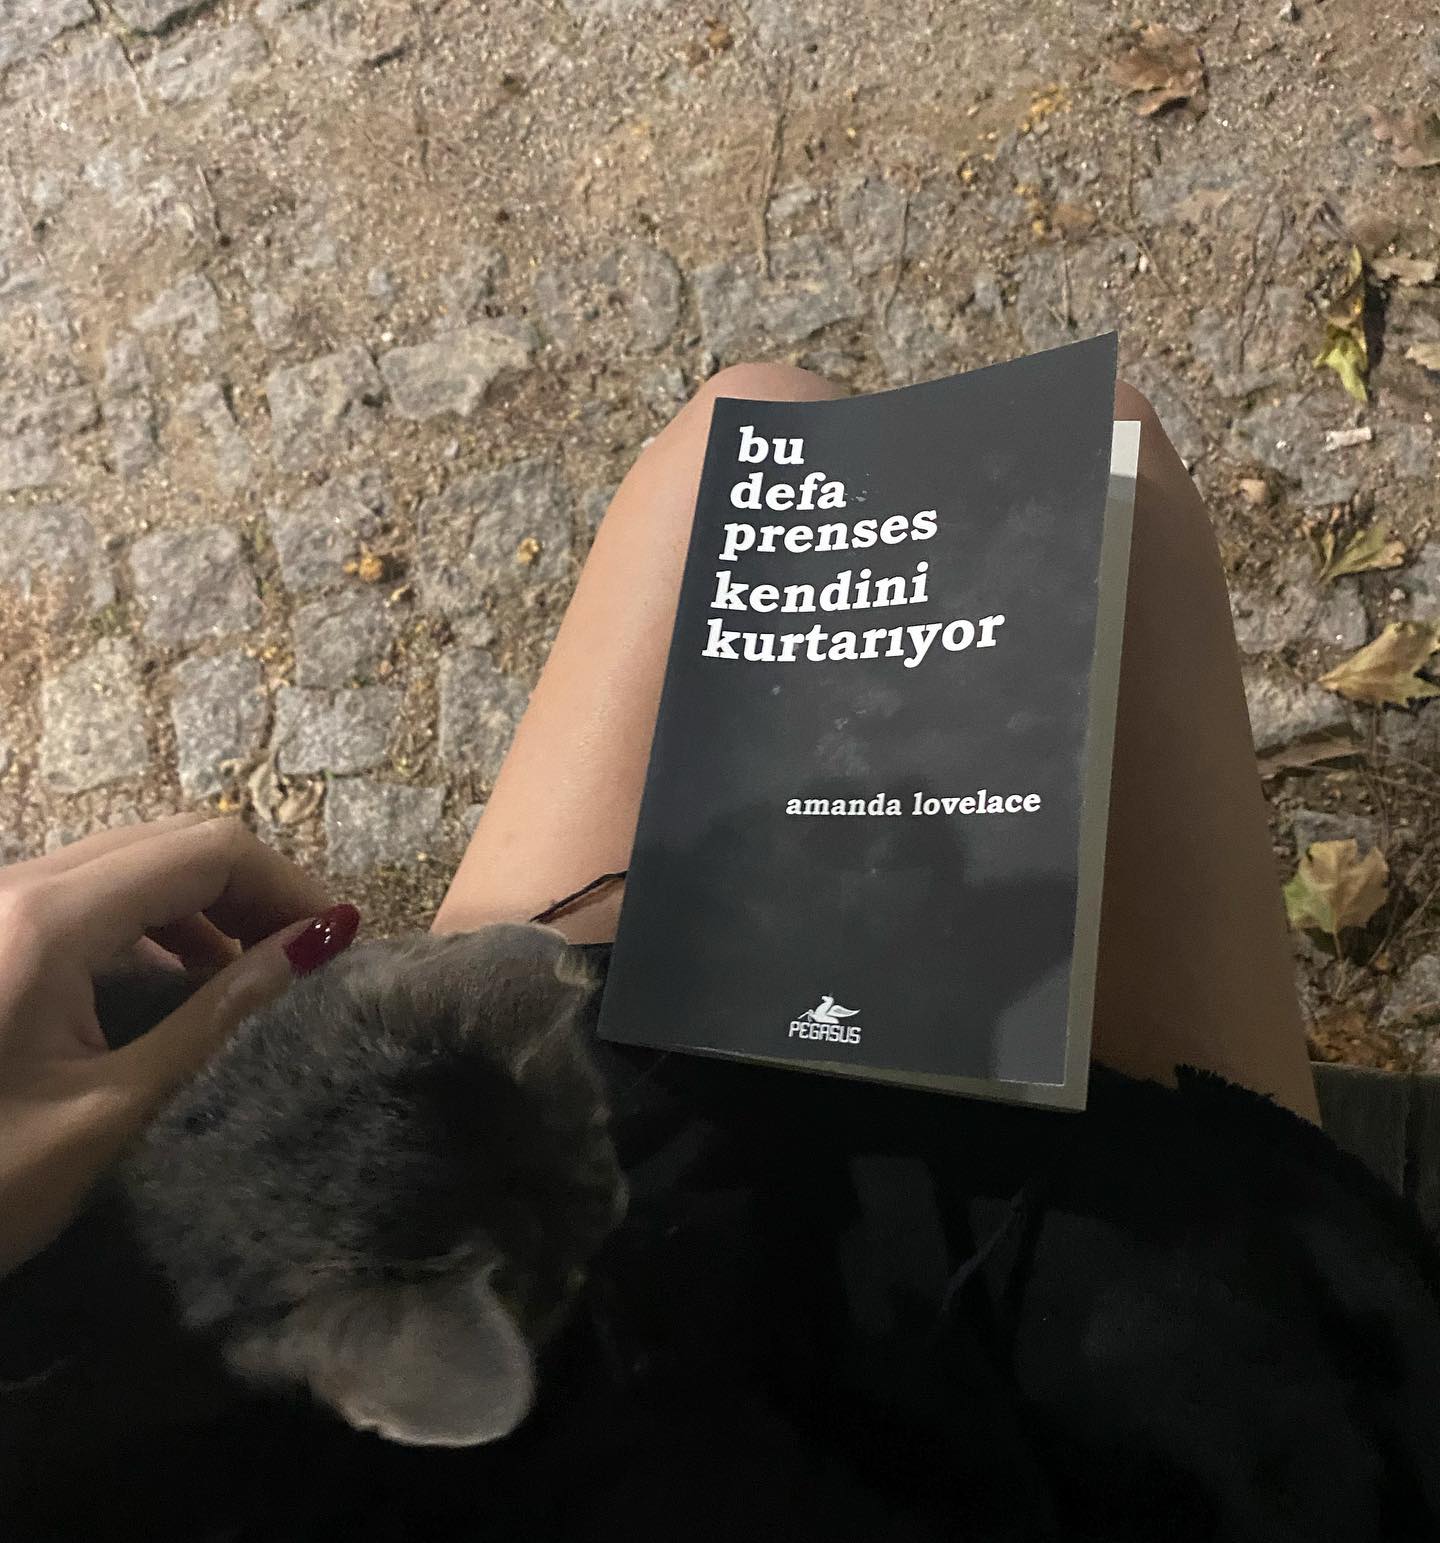 bu
defa
prenses
kendini
kurtarıyor
amanda lovelace
PEGASUS